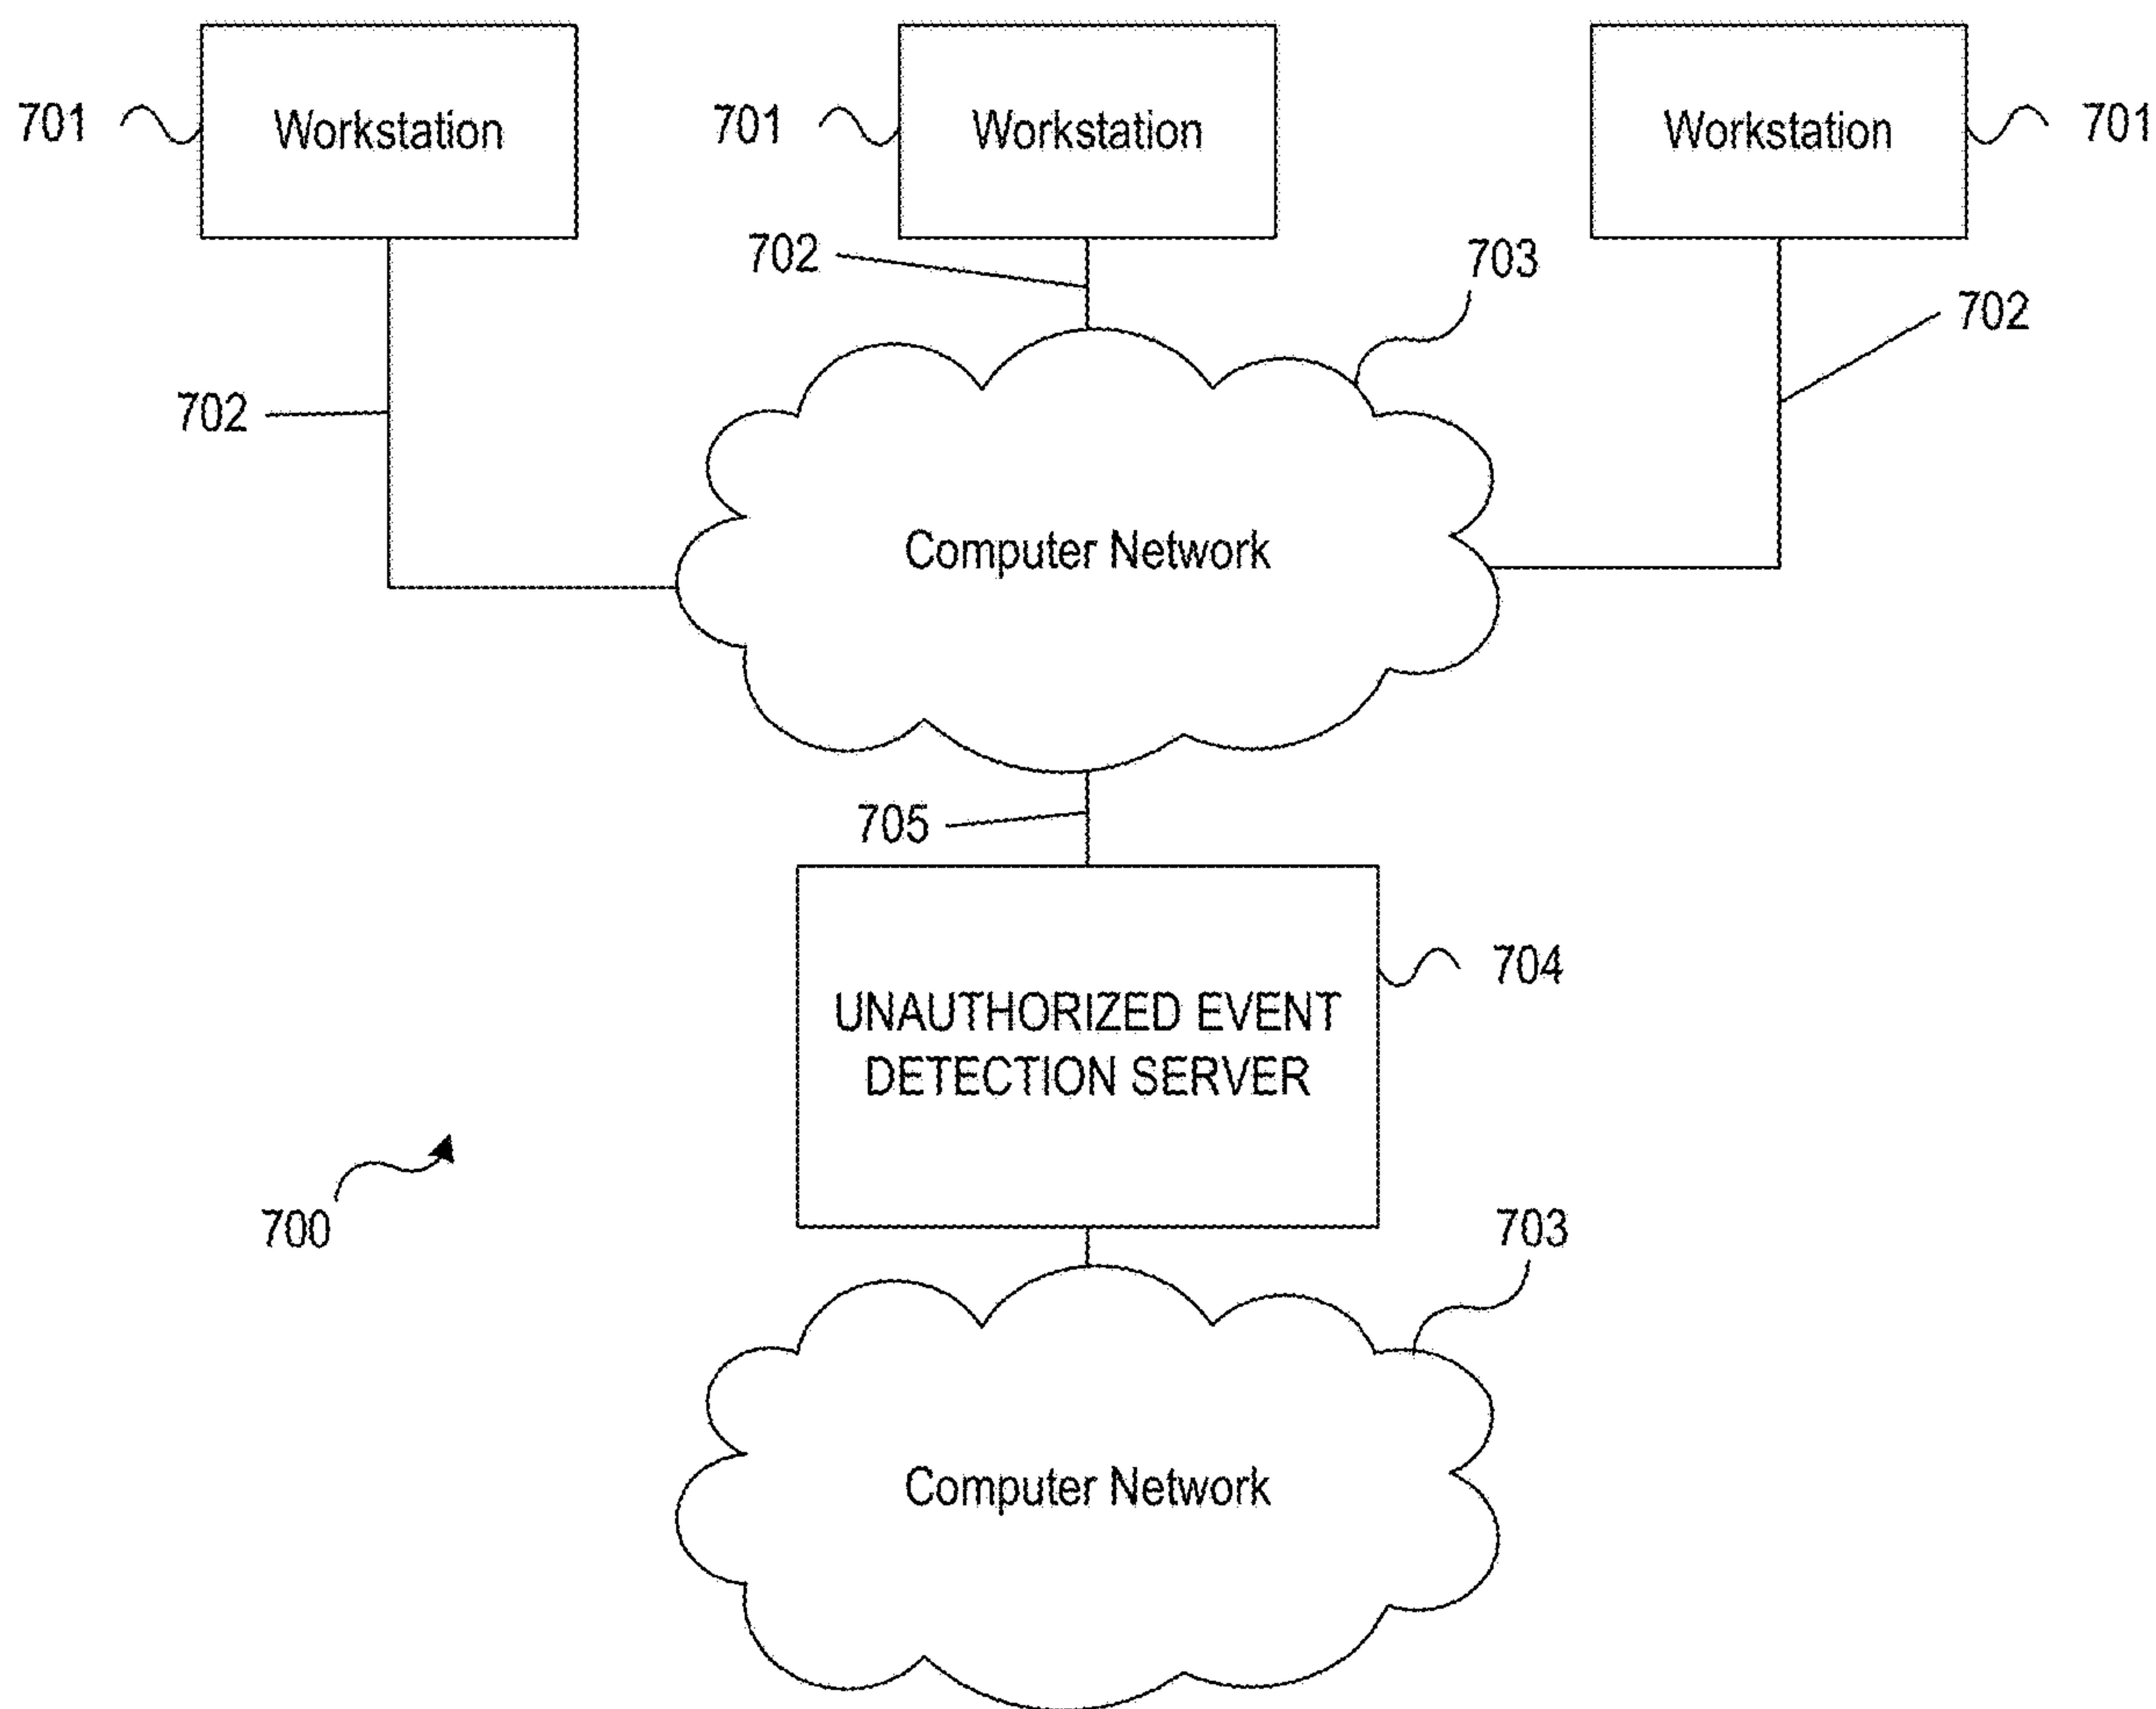 701
Workstation
701
Workstation
Workstation
701
702
703
702
702
Computer Network
705
704
UNAUTHORIZED EVENT
DETECTION SERVER
700
703
Computer Network